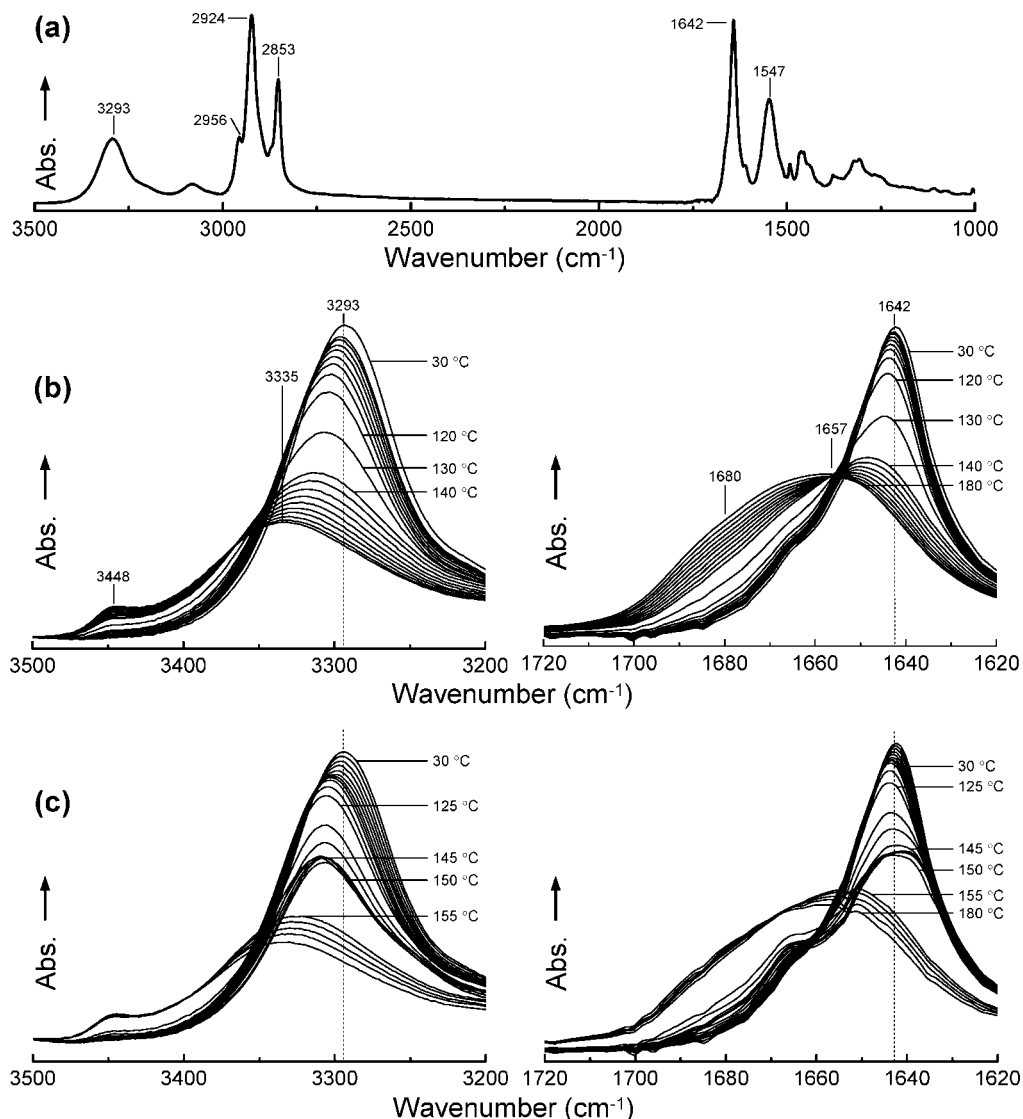 (a)
Abs.
3293
2956
2924
2853
1642
1547
3500 3000 2500 2000 1500 1000
Wavenumber (cm-1)
(b)
Abs.
3293
3335
3448
30 °C
120 °C
130 °C
140 °C
3500 3400 3300 3200
Abs.
1642
1657
1680
30 °C
120 °C
130 °C
140 °C
180 °C
1720 1700 1680 1660 1640 1620
Wavenumber (cm-1)
(c)
Abs.
30 °C
125 °C
145 °C
150 °C
155 °C
3500 3400 3300 3200
Abs.
30 °C
125 °C
145 °C
150 °C
155 °C
180 °C
1720 1700 1680 1660 1640 1620
Wavenumber (cm-1)